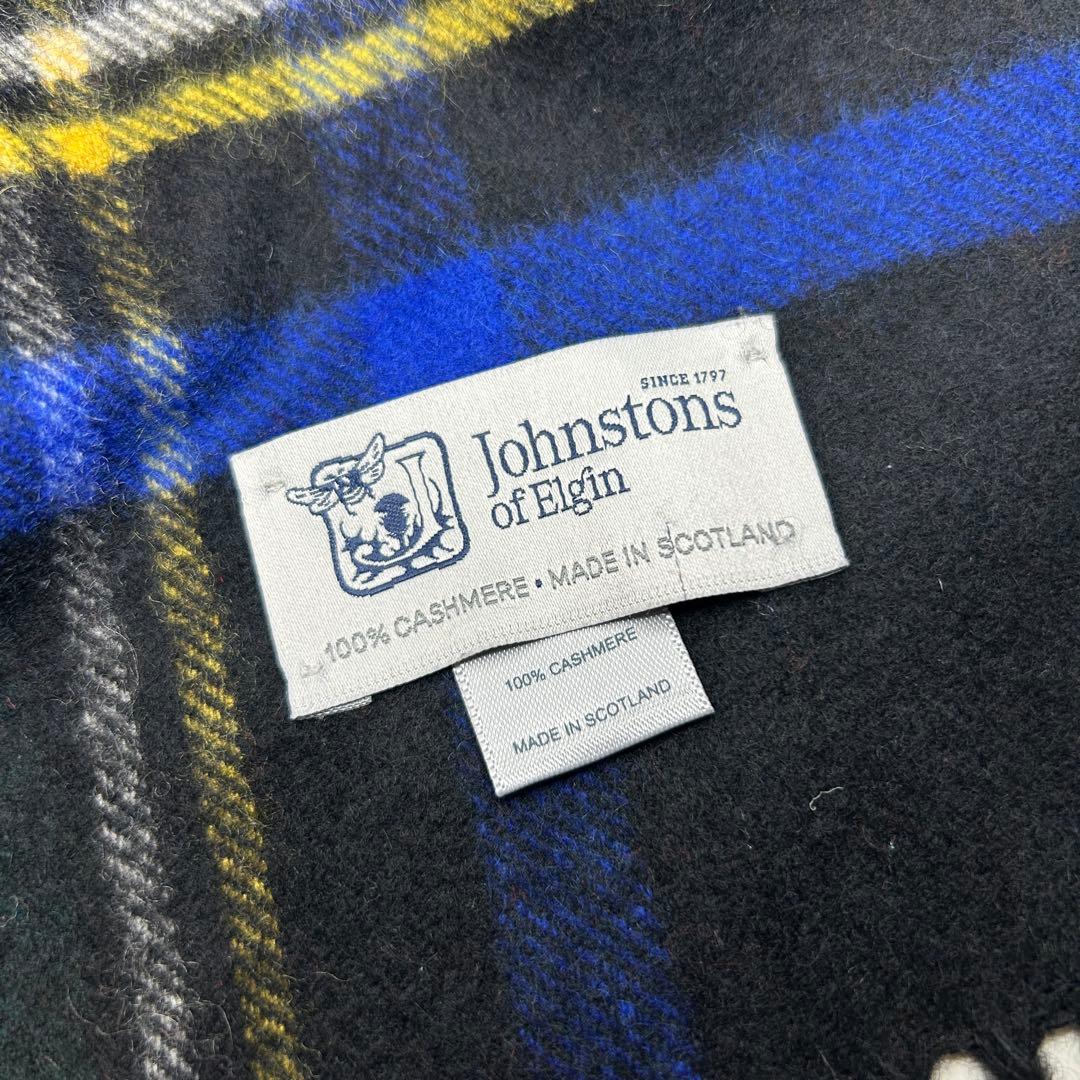 SINCE 1797
Johnstons
of Elgin
100% CASHMERE • MADE IN SCOTLAND
100% CASHMERE
MADE IN SCOTLAND